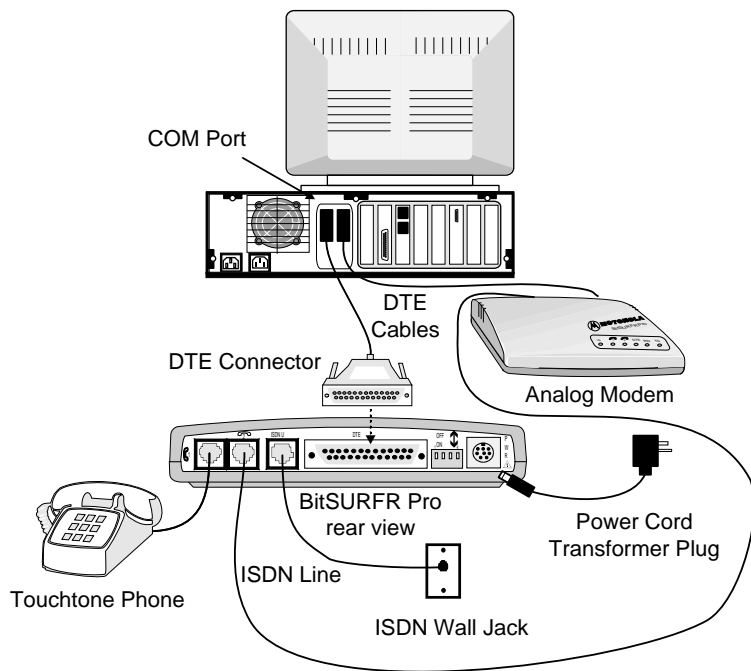 COM Port
DTE
Cables
MOTOROLA
DTE Connector
Analog Modem
ISDN U
DTE
OFF
ON
P
W
R
BitSURFR Pro
rear view
Power Cord
Transformer Plug
ISDN Line
Touchtone Phone
ISDN Wall Jack